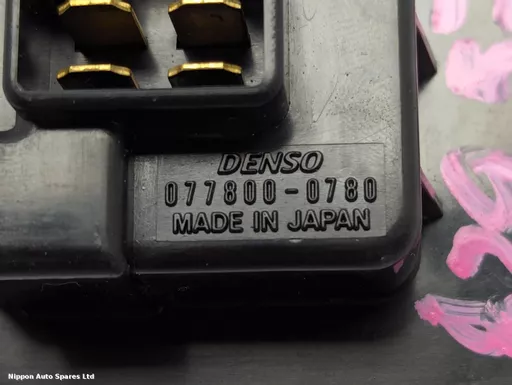 DENSO
077800-0780
MADE IN JAPAN
Nippon Auto Spares Ltd